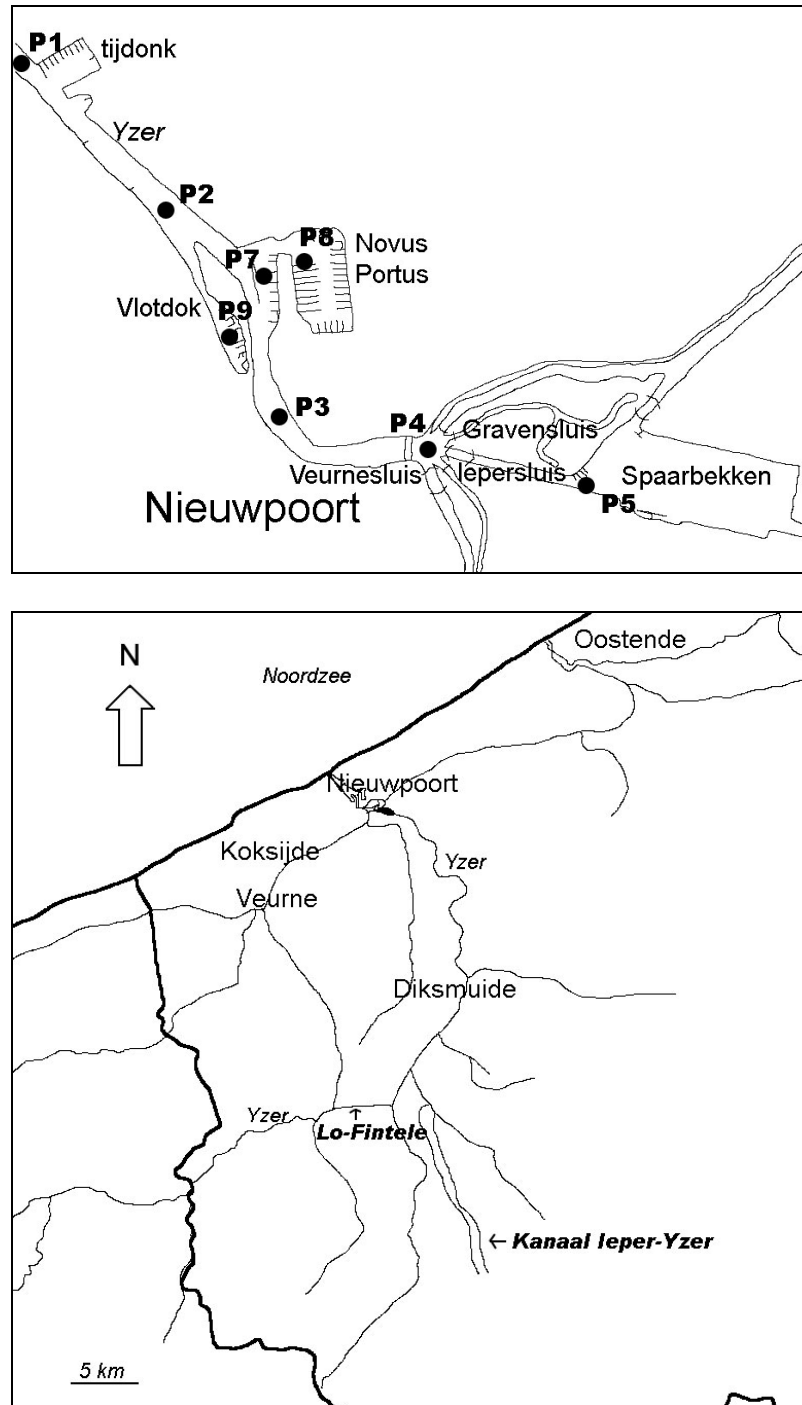 P1
tijdonk
Yzer
P2
P8
Novus
Portus
P7
Vlotdok
P9
P3
P4
Gravensluis
Veurnesluis
Iepersluis
Spaarbekken
P5
Nieuwpoort
Oostende
N
Noordzee
Nieuwpoort
Koksijde
Yzer
Veurne
Diksmuide
Yzer
↑
Lo-Fintele
← Kanaal Ieper-Yzer
5 km